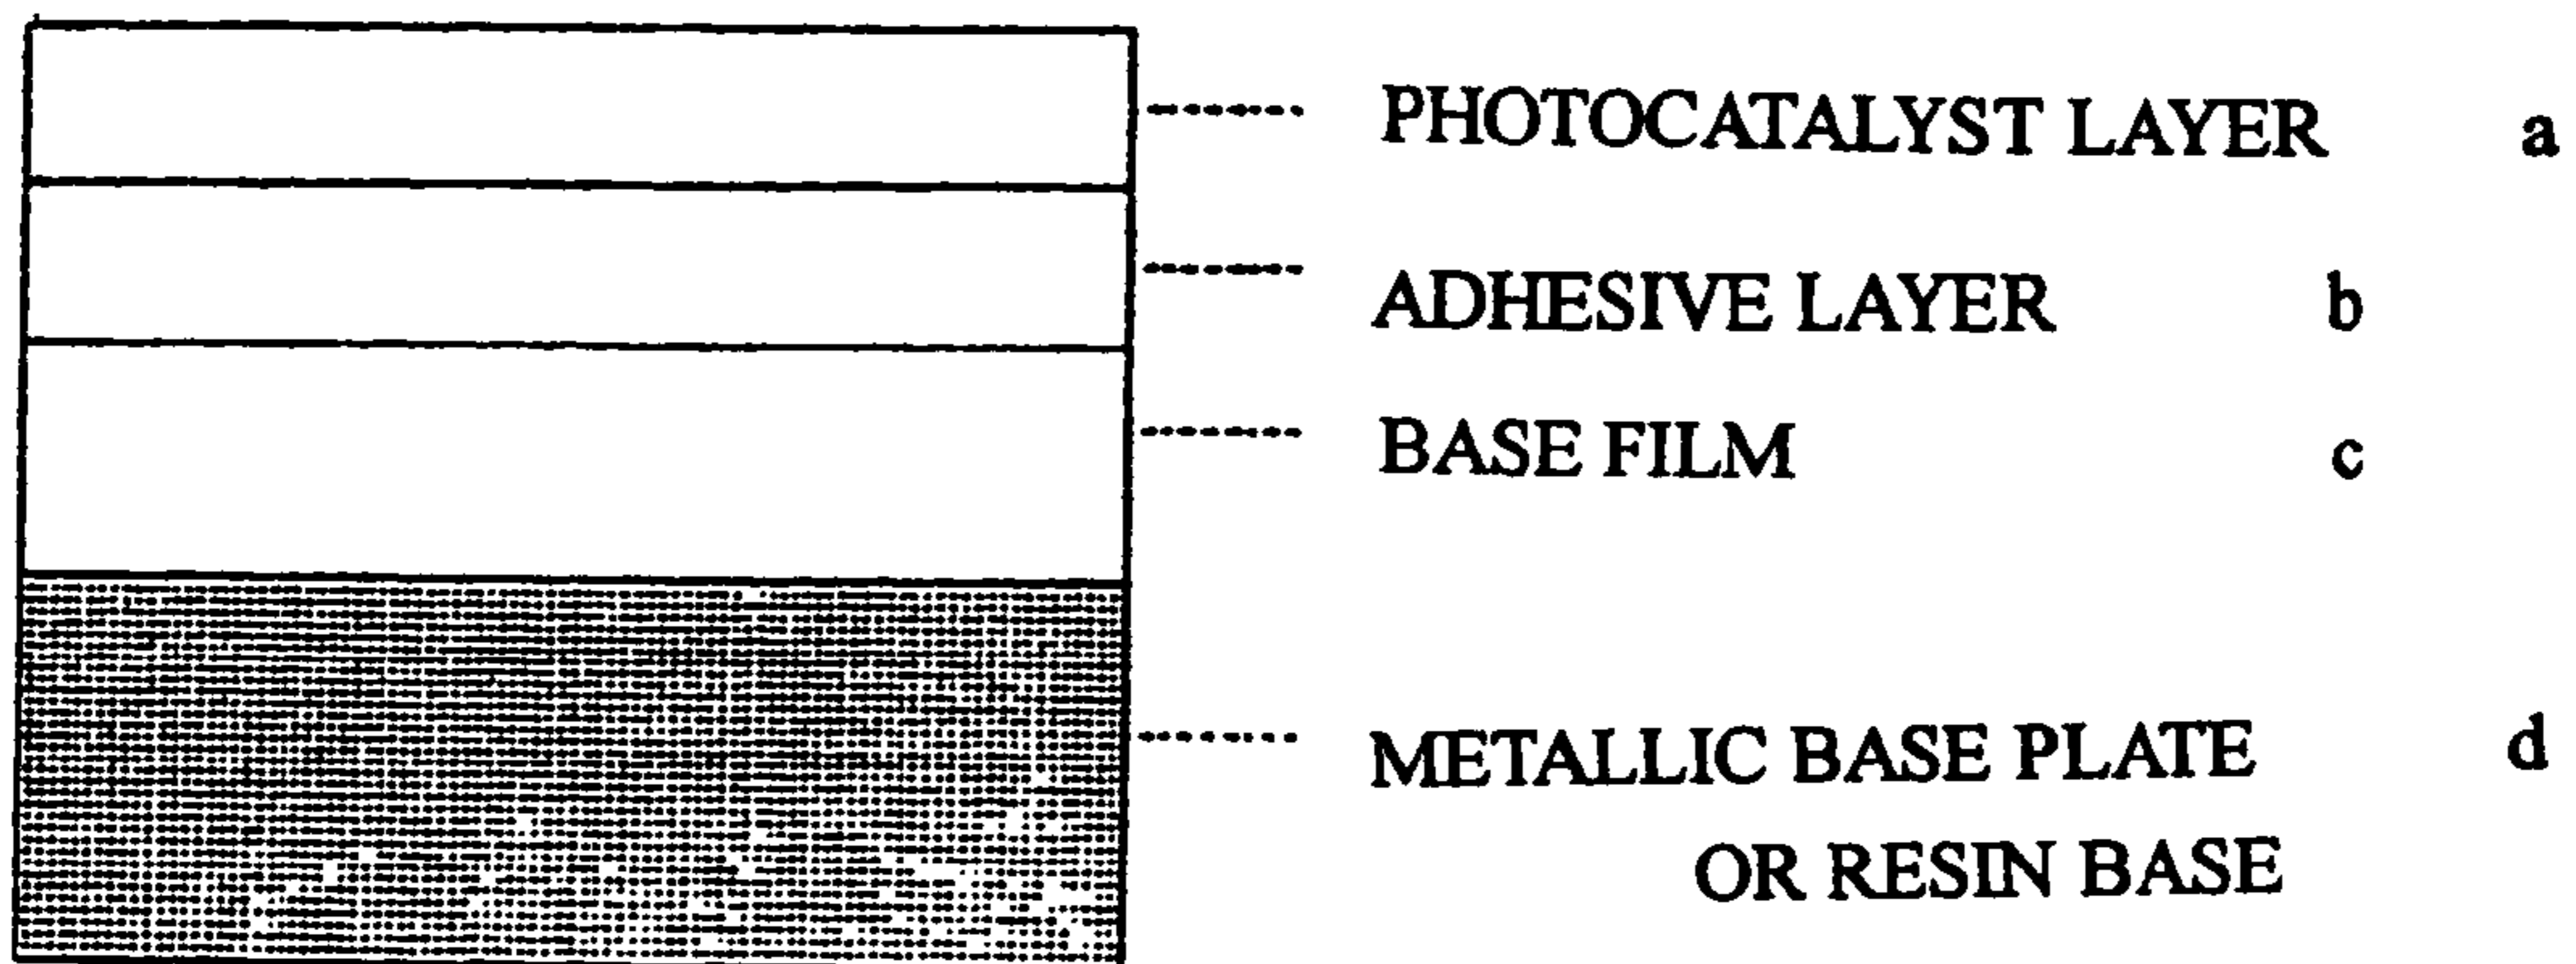 PHOTOCATALYST LAYER a
ADHESIVE LAYER b
BASE FILM c
METALLIC BASE PLATE d
OR RESIN BASE